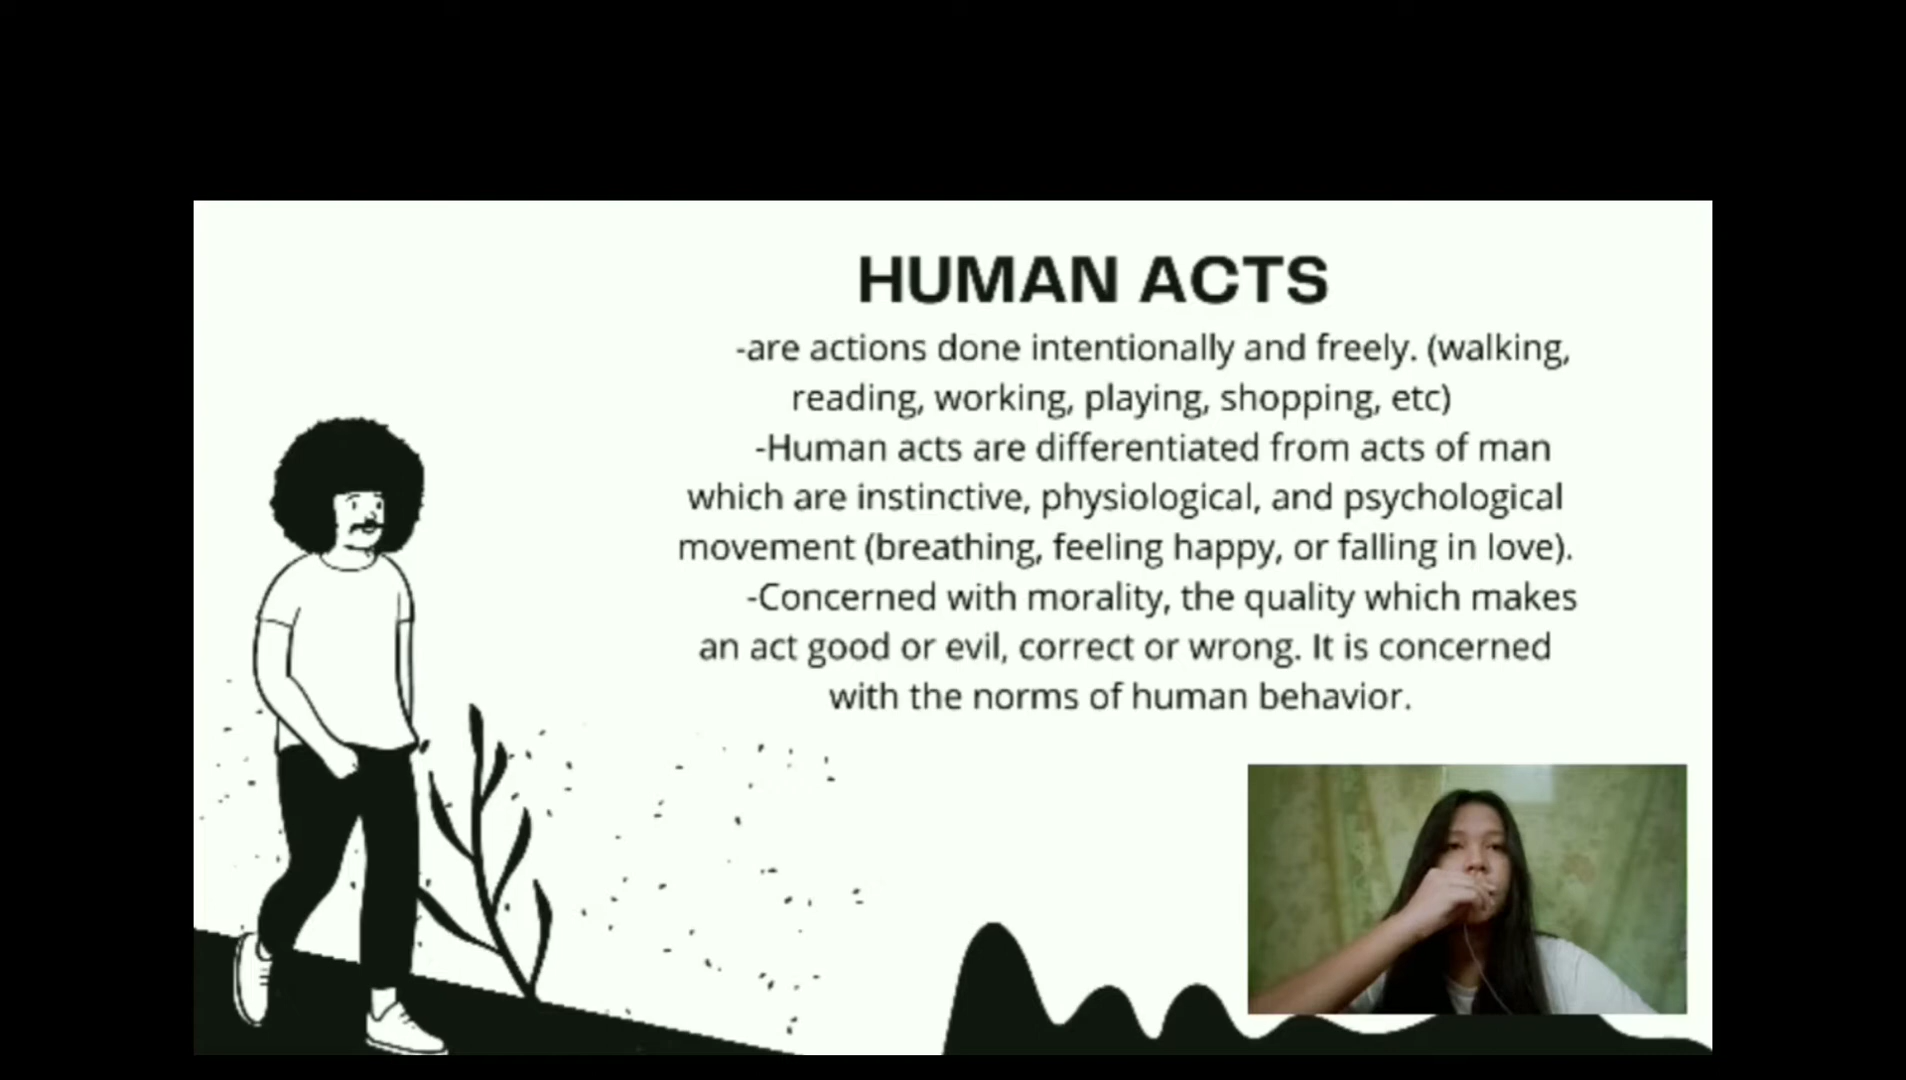 HUMAN ACTS
-are actions done intentionally and freely. (walking,
reading, working, playing, shopping, etc)
-Human acts are differentiated from acts of man
which are instinctive, physiological, and psychological
movement (breathing, feeling happy, or falling in love).
-Concerned with morality, the quality which makes
an act good or evil, correct or wrong. It is concerned
with the norms of human behavior.